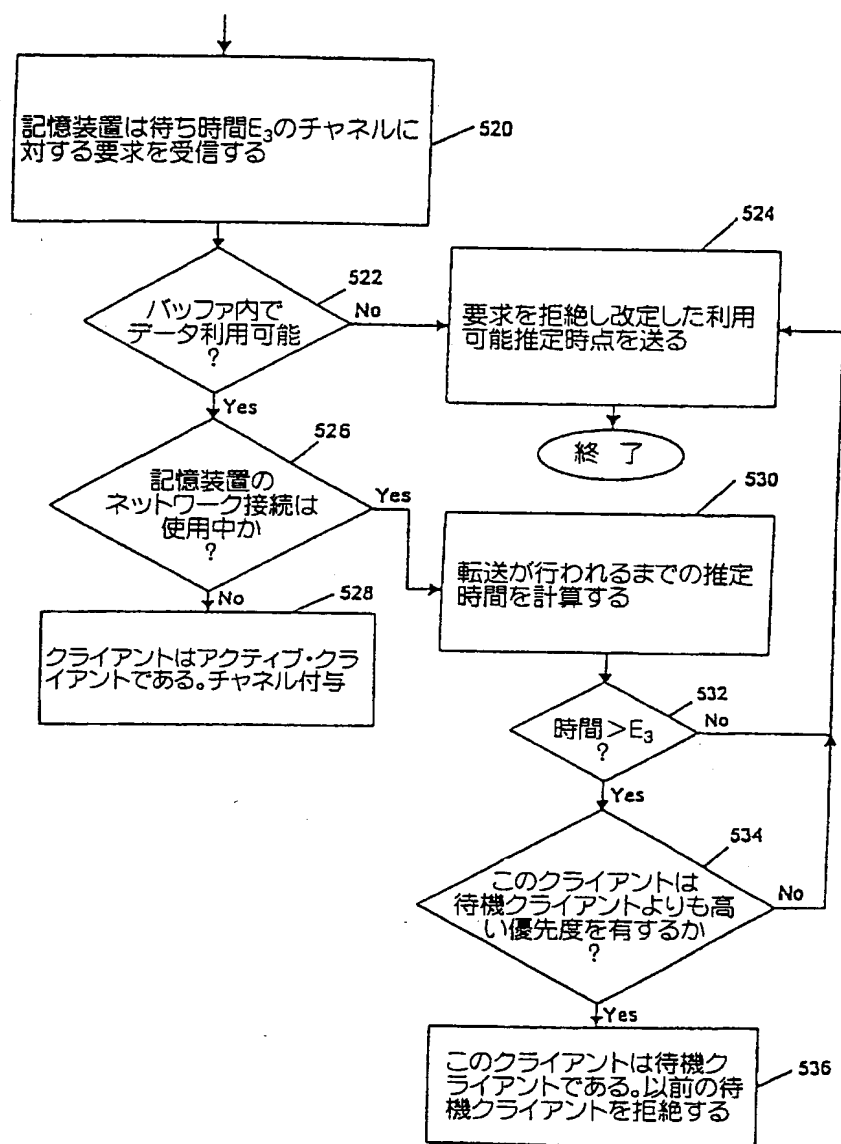 記憶装置は待ち時間E₃のチャネルに
対する要求を受信する
520
バッファ内で
データ利用可能
?
522
No
Yes
524
要求を拒絶し改定した利用
可能推定時点を送る
終 了
記憶装置の
ネットワーク接続は
使用中か
?
526
Yes
No
528
クライアントはアクティブ・クラ
イアントである。チャネル付与
530
転送が行われるまでの推定
時間を計算する
時間>E₃
?
532
No
Yes
534
このクライアントは
待機クライアントよりも高
い優先度を有するか
?
No
Yes
このクライアントは待機ク
ライアントである。以前の待
機クライアントを拒絶する
536